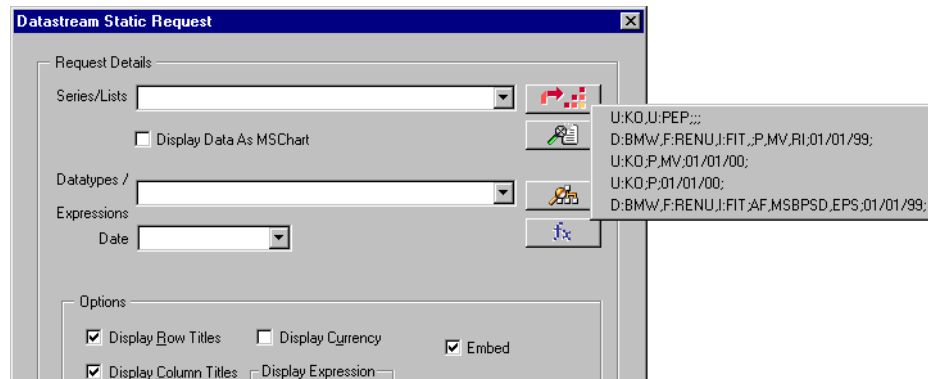 Datastream Static Request
Request Details
Series/Lists
Display Data As MSChart
U:KO,U:PEP;;;
D:BMW,F:RENU,I:FIT,;P,MV,RI;01/01/99;
U:KO;P,MV;01/01/00;
U:KO;P;01/01/00;
D:BMW,F:RENU,I:FIT;AF,MSBPSD,EPS;01/01/99;
Datatypes /
Expressions
Date
fx
Options
Display Row Titles
Display Currency
Embed
Display Column Titles
Display Expression